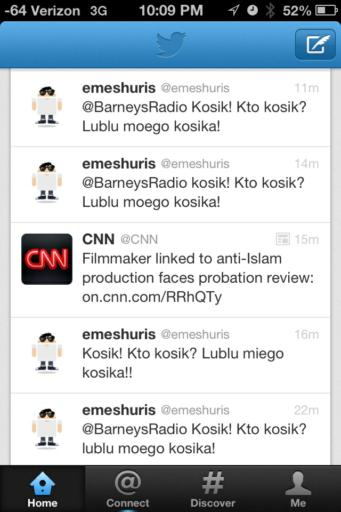 -64 Verizon 3G 10:09 PM 52%
emeshuris @emeshuris 11m
@BarneysRadio Kosik! Kto kosik?
Lublu moego kosika!
emeshuris @emeshuris 14m
@BarneysRadio kosik! Kto kosik?
Lublu moego kosika!
CNN
CNN @CNN 15m
Filmmaker linked to anti-Islam
production faces probation review:
on.cnn.com/RRhQTy
emeshuris @emeshuris 16m
Kosik! Kto kosik? Lublu miego
kosika!!
emeshuris @emeshuris 22m
@BarneysRadio Kosik! Kto kosik?
lublu moego kosika!
Home Connect Discover Me